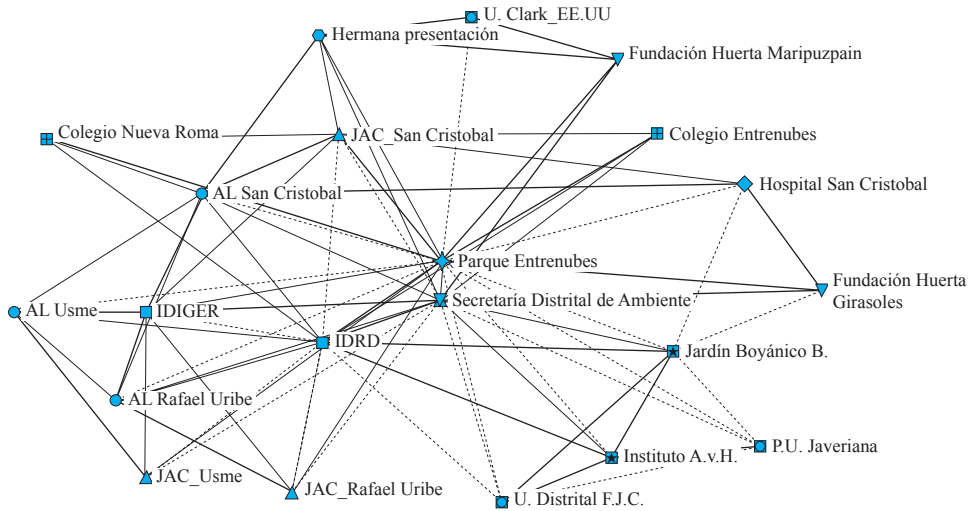 U. Clark_EE.UU
Hermana presentación
Fundación Huerta Maripuzpain
Colegio Nueva Roma
JAC_San Cristobal
Colegio Entrenubes
AL San Cristobal
Hospital San Cristobal
Parque Entrenubes
Fundación Huerta
Girasoles
Secretaría Distrital de Ambiente
AL Usme
IDIGER
IDRD
Jardín Boyánico B.
AL Rafael Uribe
P.U. Javeriana
Instituto A.v.H.
JAC_Usme
JAC_Rafael Uribe
U. Distrital F.J.C.